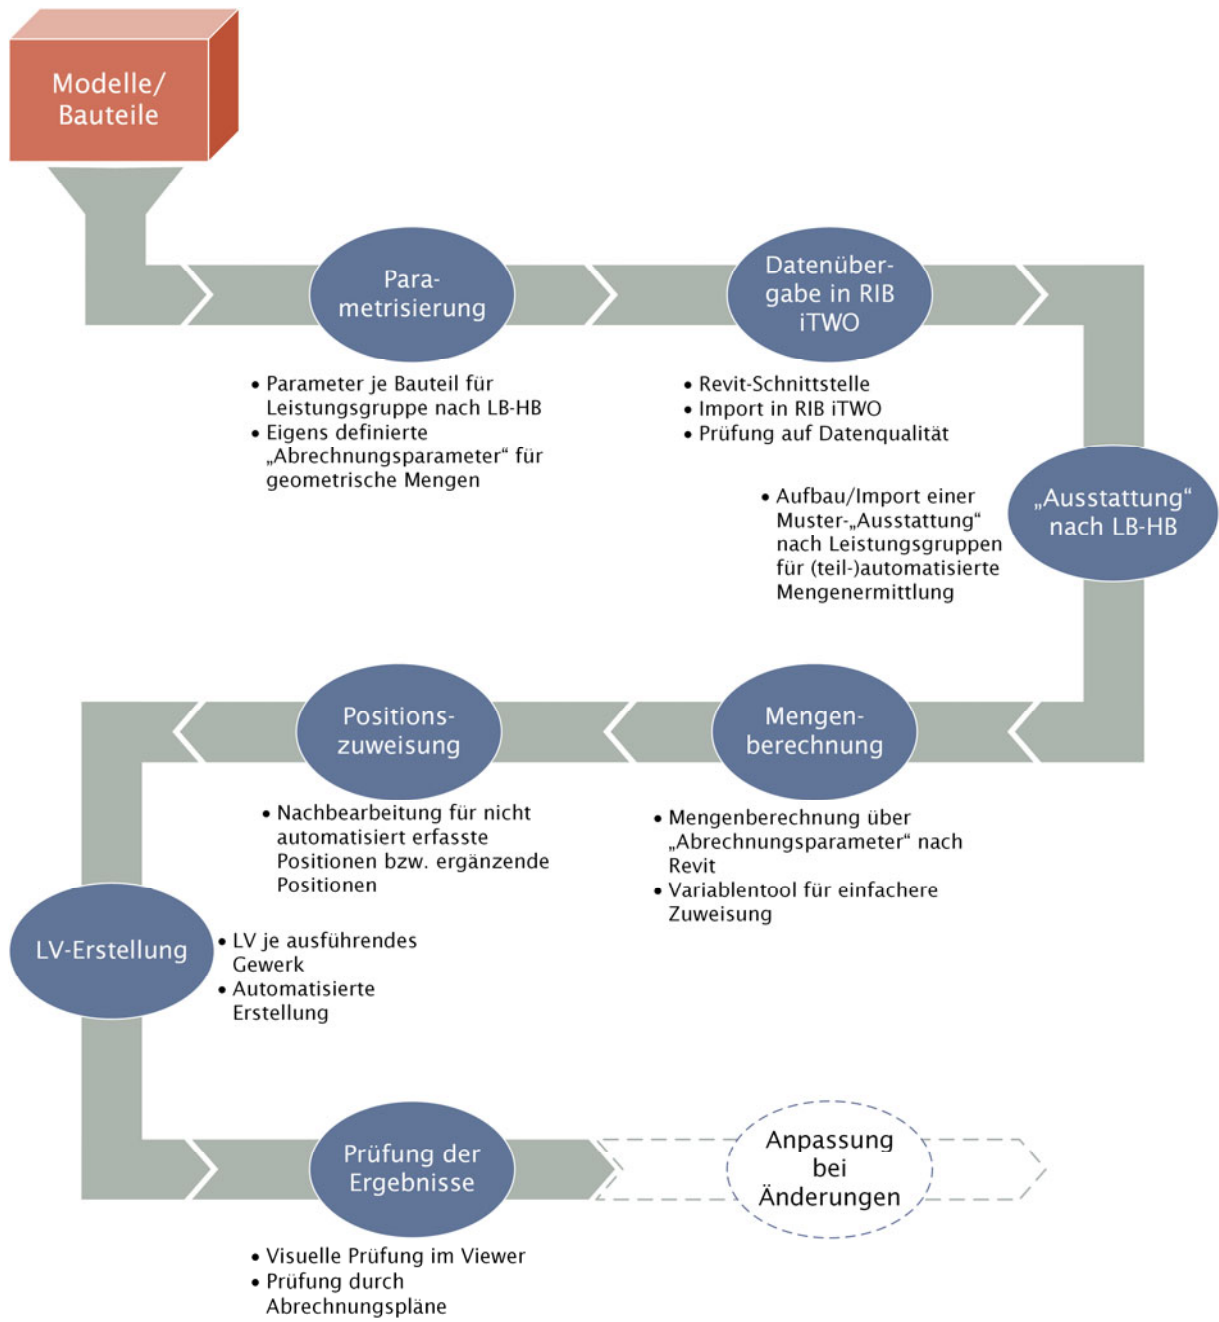 Modelle/
Bauteile
Para-
metrisierung
• Parameter je Bauteil für
Leistungsgruppe nach LB-HB
• Eigens definierte
„Abrechnungsparameter“ für
geometrische Mengen
Datenüber-
gabe in RIB
iTWO
• Revit-Schnittstelle
• Import in RIB iTWO
• Prüfung auf Datenqualität
„Ausstattung“
nach LB-HB
• Aufbau/Import einer
Muster-„Ausstattung“
nach Leistungsgruppen
für (teil-)automatisierte
Mengenermittlung
Mengen-
berechnung
• Mengenberechnung über
„Abrechnungsparameter“ nach
Revit
• Variablentool für einfachere
Zuweisung
Positions-
zuweisung
• Nachbearbeitung für nicht
automatisiert erfasste
Positionen bzw. ergänzende
Positionen
LV-Erstellung
• LV je ausführendes
Gewerk
• Automatisierte
Erstellung
Prüfung der
Ergebnisse
• Visuelle Prüfung im Viewer
• Prüfung durch
Abrechnungspläne
Anpassung
bei
Änderungen